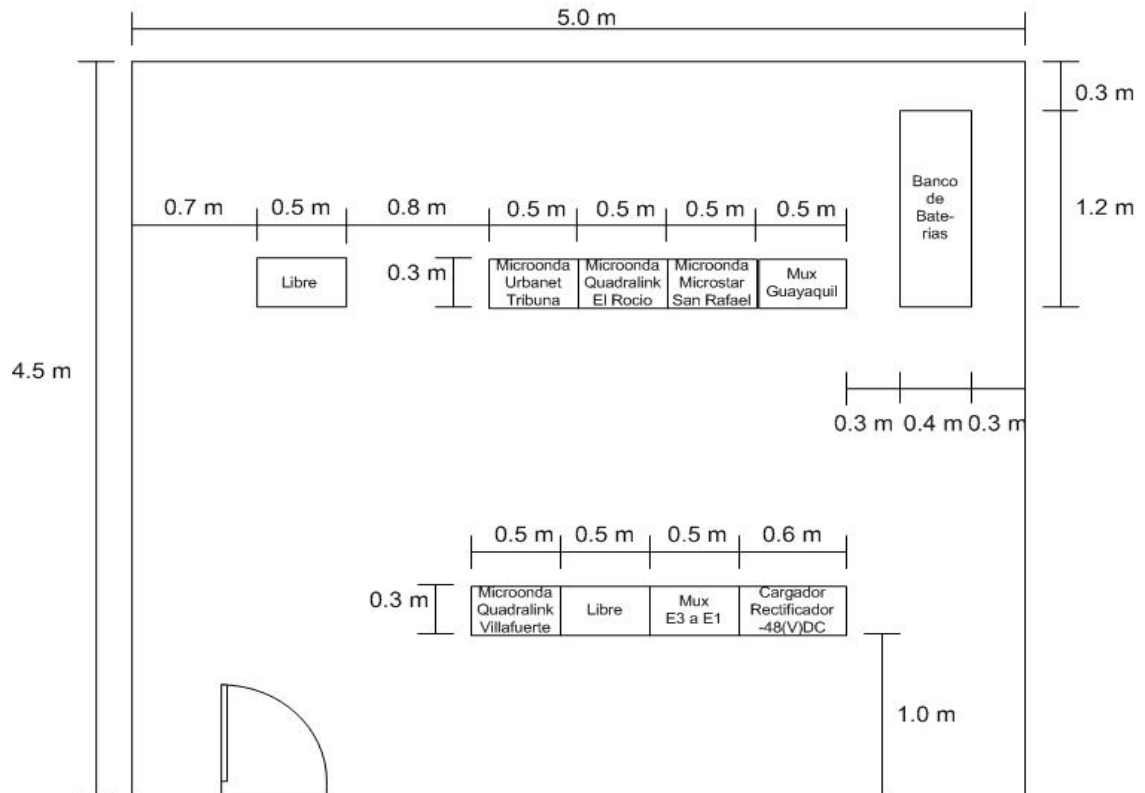 5.0 m
0.3 m
0.7 m 0.5 m 0.8 m 0.5 m 0.5 m 0.5 m 0.5 m
Banco
de
Bate-
rias
1.2 m
0.3 m
Libre
Microonda
Urbanet
Tribuna
Microonda
Quadralink
El Rocio
Microonda
Microstar
San Rafael
Mux
Guayaquil
4.5 m
0.3 m 0.4 m 0.3 m
0.5 m 0.5 m 0.5 m 0.6 m
0.3 m
Microonda
Quadralink
Villafuerte
Libre
Mux
E3 a E1
Cargador
Rectificador
-48(V)DC
1.0 m